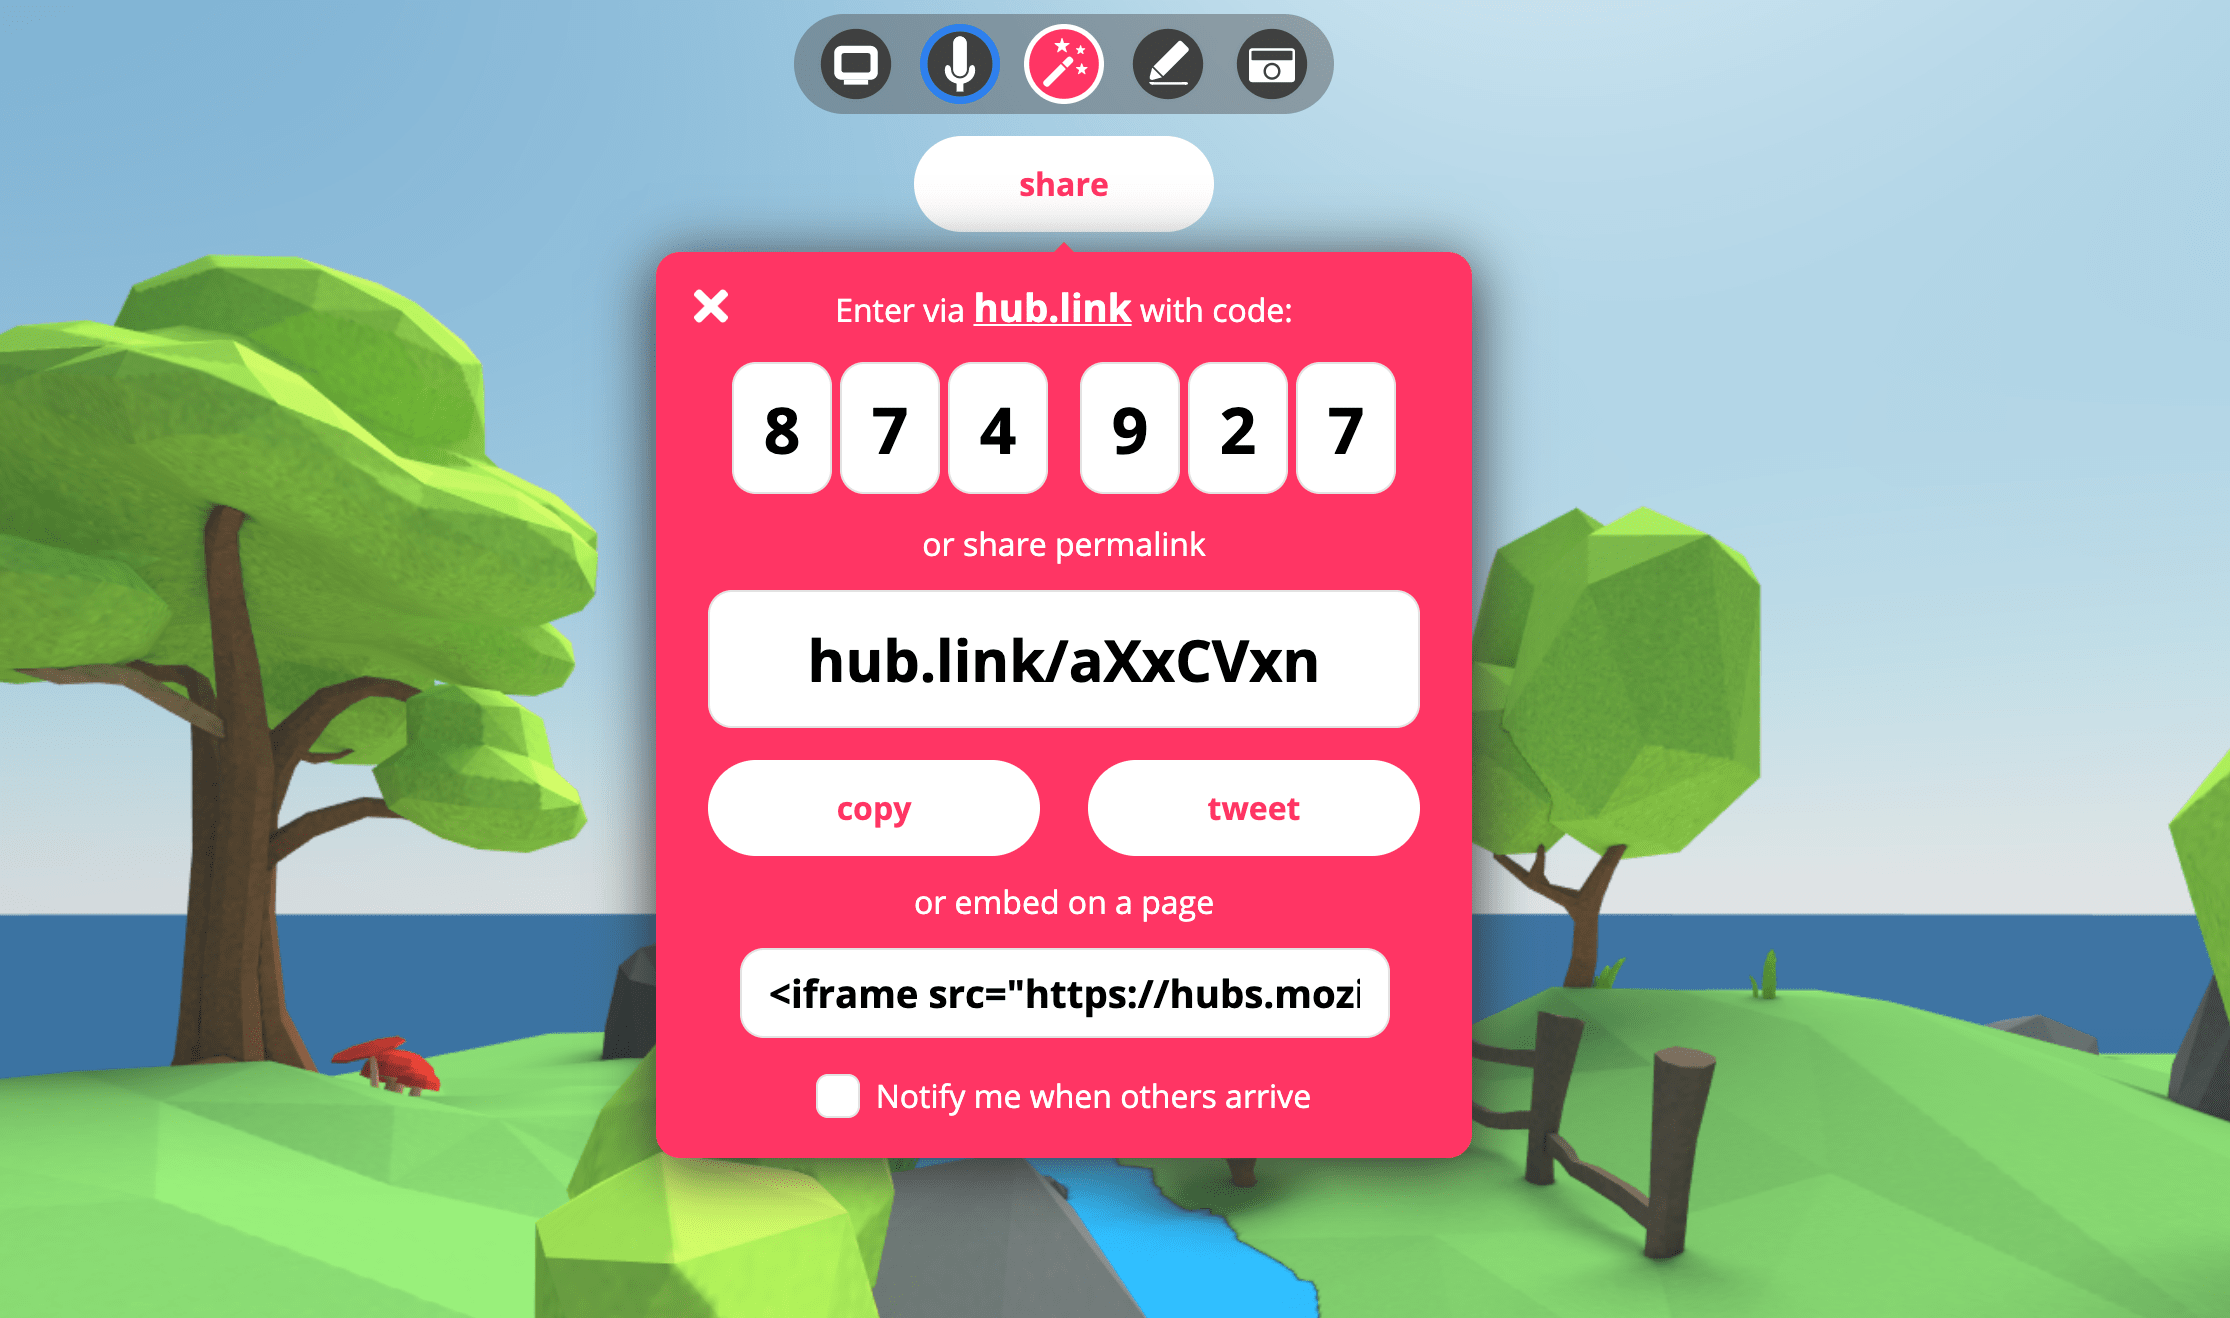 share
Enter via hub.link with code:
8 7 4 9 2 7
or share permalink
hub.link/aXxCVxn
copy tweet
or embed on a page
<iframe src="https://hubs.mozi
Notify me when others arrive